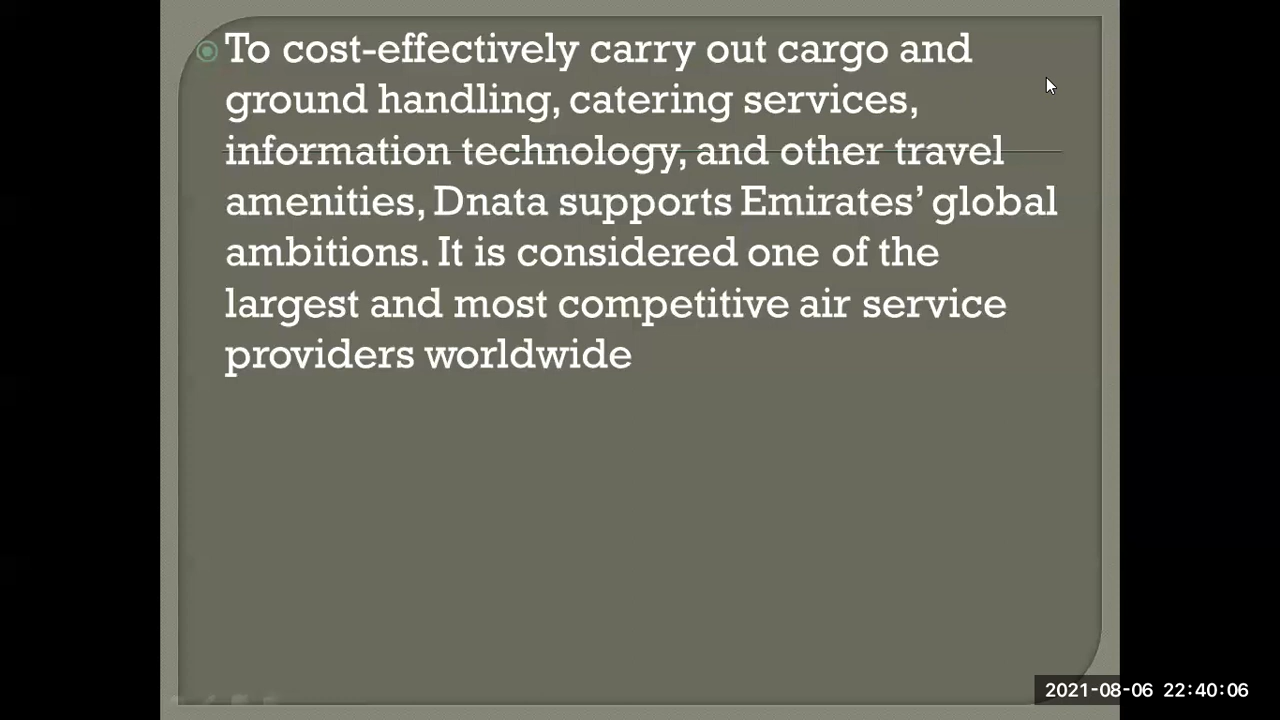 To cost-effectively carry out cargo and
ground handling, catering services,
information technology, and other travel
amenities, Dnata supports Emirates’ global
ambitions. It is considered one of the
largest and most competitive air service
providers worldwide
2021-08-06 22:40:06